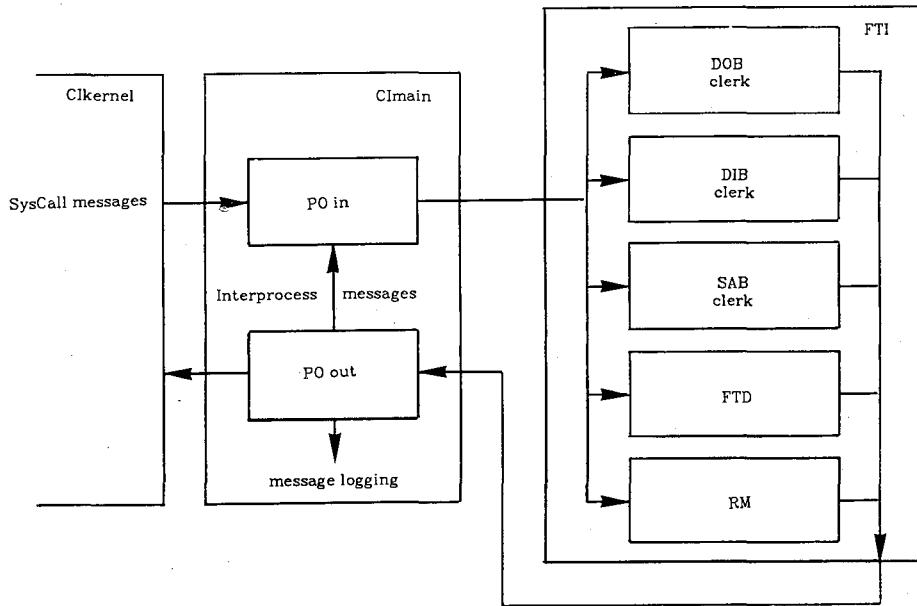 FTI
CIkernel
CImain
DOB
clerk
SysCall messages
PO in
DIB
clerk
Interprocess messages
SAB
clerk
PO out
FTD
message logging
RM